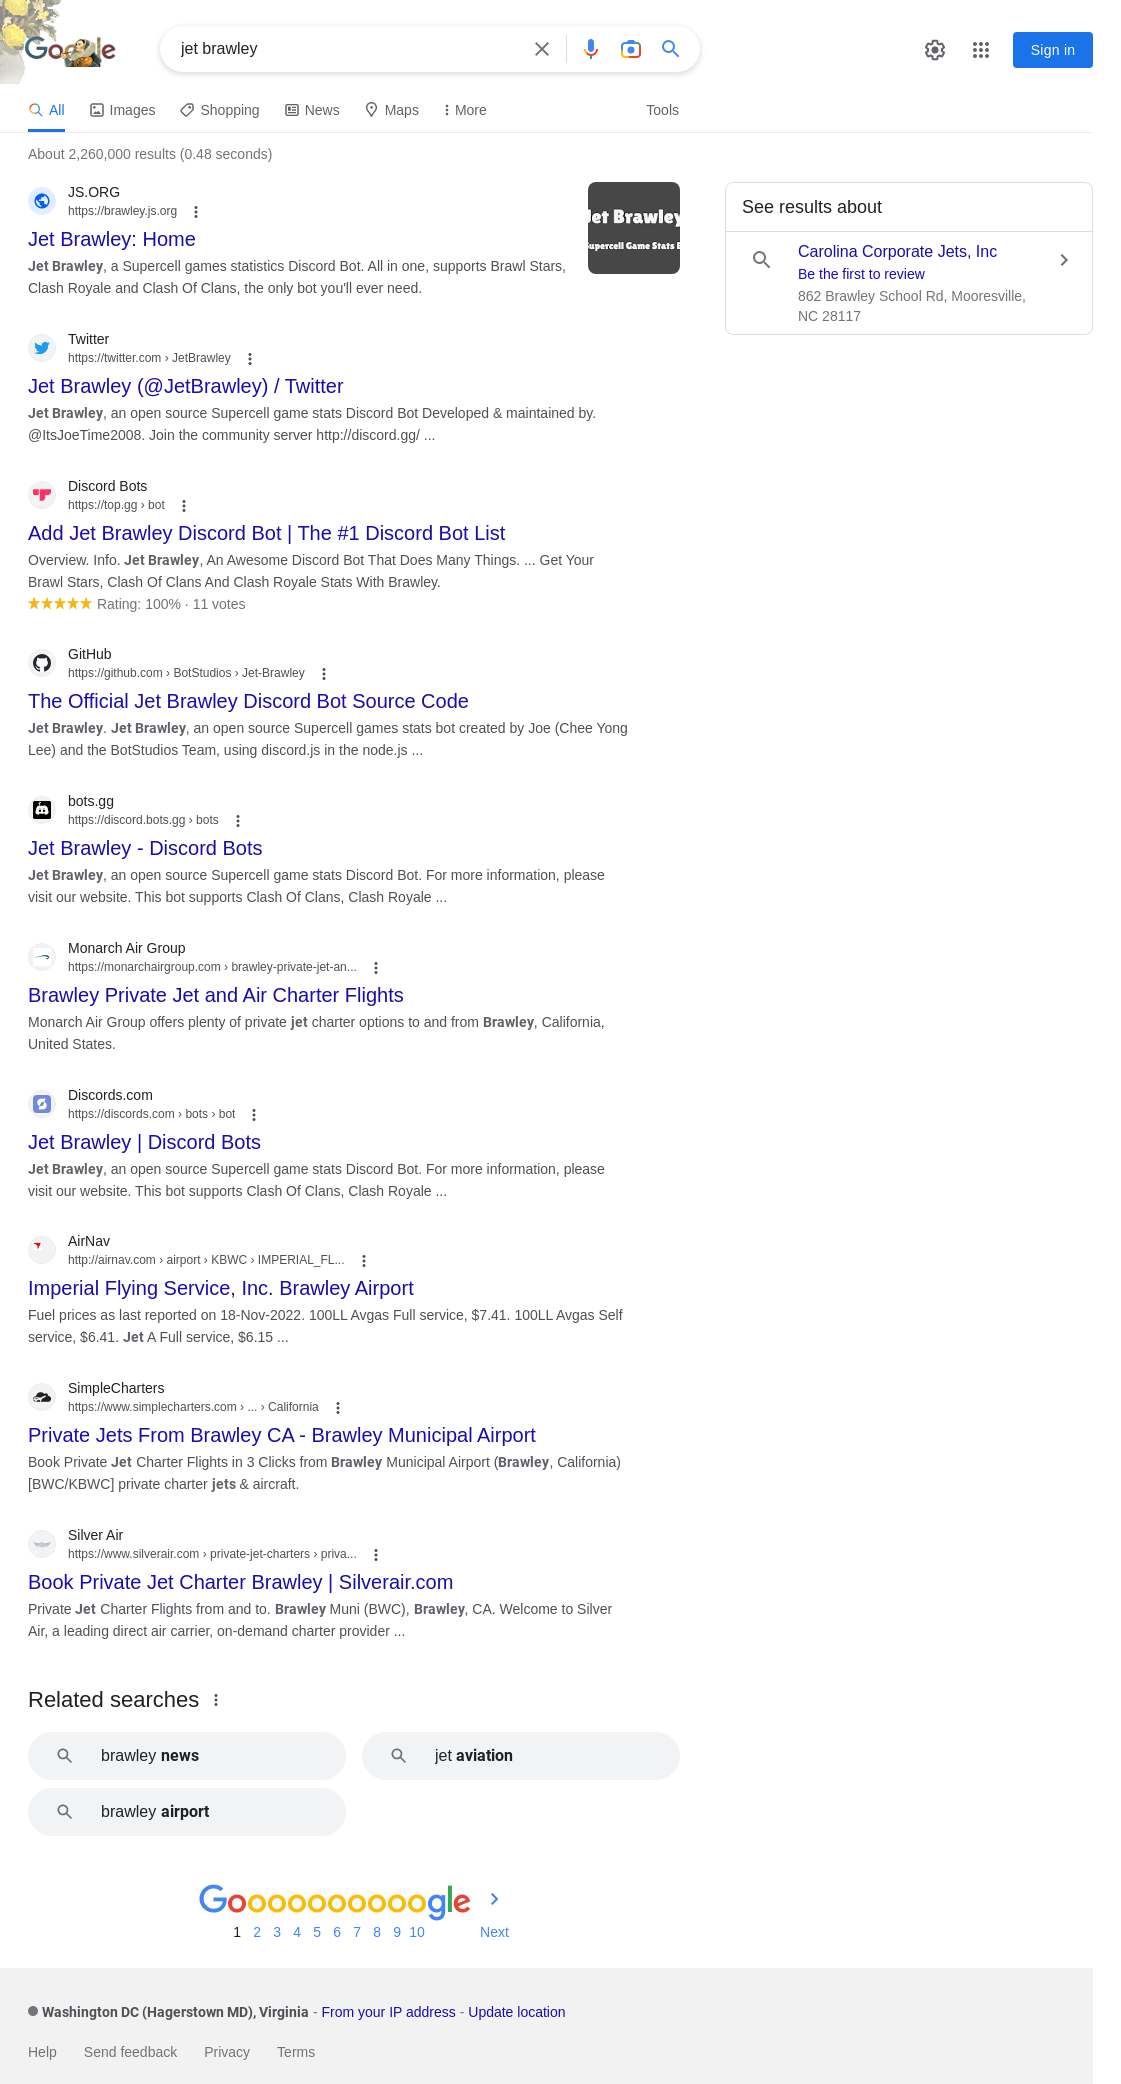 Google
jet brawley
Sign in
All
Images
Shopping
News
Maps
More
Tools
About 2,260,000 results (0.48 seconds)
JS.ORG
https://brawley.js.org
Jet Brawley: Home
Jet Brawley, a Supercell games statistics Discord Bot. All in one, supports Brawl Stars,
Clash Royale and Clash Of Clans, the only bot you'll ever need.
Jet Brawley
Supercell Game Stats B
See results about
Carolina Corporate Jets, Inc
Be the first to review
862 Brawley School Rd, Mooresville,
NC 28117
Twitter
https://twitter.com › JetBrawley
Jet Brawley (@JetBrawley) / Twitter
Jet Brawley, an open source Supercell game stats Discord Bot Developed & maintained by.
@ItsJoeTime2008. Join the community server http://discord.gg/ ...
Discord Bots
https://top.gg › bot
Add Jet Brawley Discord Bot | The #1 Discord Bot List
Overview. Info. Jet Brawley, An Awesome Discord Bot That Does Many Things. ... Get Your
Brawl Stars, Clash Of Clans And Clash Royale Stats With Brawley.
Rating: 100% · 11 votes
GitHub
https://github.com › BotStudios › Jet-Brawley
The Official Jet Brawley Discord Bot Source Code
Jet Brawley. Jet Brawley, an open source Supercell games stats bot created by Joe (Chee Yong
Lee) and the BotStudios Team, using discord.js in the node.js ...
bots.gg
https://discord.bots.gg › bots
Jet Brawley - Discord Bots
Jet Brawley, an open source Supercell game stats Discord Bot. For more information, please
visit our website. This bot supports Clash Of Clans, Clash Royale ...
Monarch Air Group
https://monarchairgroup.com › brawley-private-jet-an...
Brawley Private Jet and Air Charter Flights
Monarch Air Group offers plenty of private jet charter options to and from Brawley, California,
United States.
Discords.com
https://discords.com › bots › bot
Jet Brawley | Discord Bots
Jet Brawley, an open source Supercell game stats Discord Bot. For more information, please
visit our website. This bot supports Clash Of Clans, Clash Royale ...
AirNav
http://airnav.com › airport › KBWC › IMPERIAL_FL...
Imperial Flying Service, Inc. Brawley Airport
Fuel prices as last reported on 18-Nov-2022. 100LL Avgas Full service, $7.41. 100LL Avgas Self
service, $6.41. Jet A Full service, $6.15 ...
SimpleCharters
https://www.simplecharters.com › ... › California
Private Jets From Brawley CA - Brawley Municipal Airport
Book Private Jet Charter Flights in 3 Clicks from Brawley Municipal Airport (Brawley, California)
[BWC/KBWC] private charter jets & aircraft.
Silver Air
https://www.silverair.com › private-jet-charters › priva...
Book Private Jet Charter Brawley | Silverair.com
Private Jet Charter Flights from and to. Brawley Muni (BWC), Brawley, CA. Welcome to Silver
Air, a leading direct air carrier, on-demand charter provider ...
Related searches
brawley news
jet aviation
brawley airport
Goooooooooogle
1 2 3 4 5 6 7 8 9 10 Next
Washington DC (Hagerstown MD), Virginia - From your IP address - Update location
Help Send feedback Privacy Terms